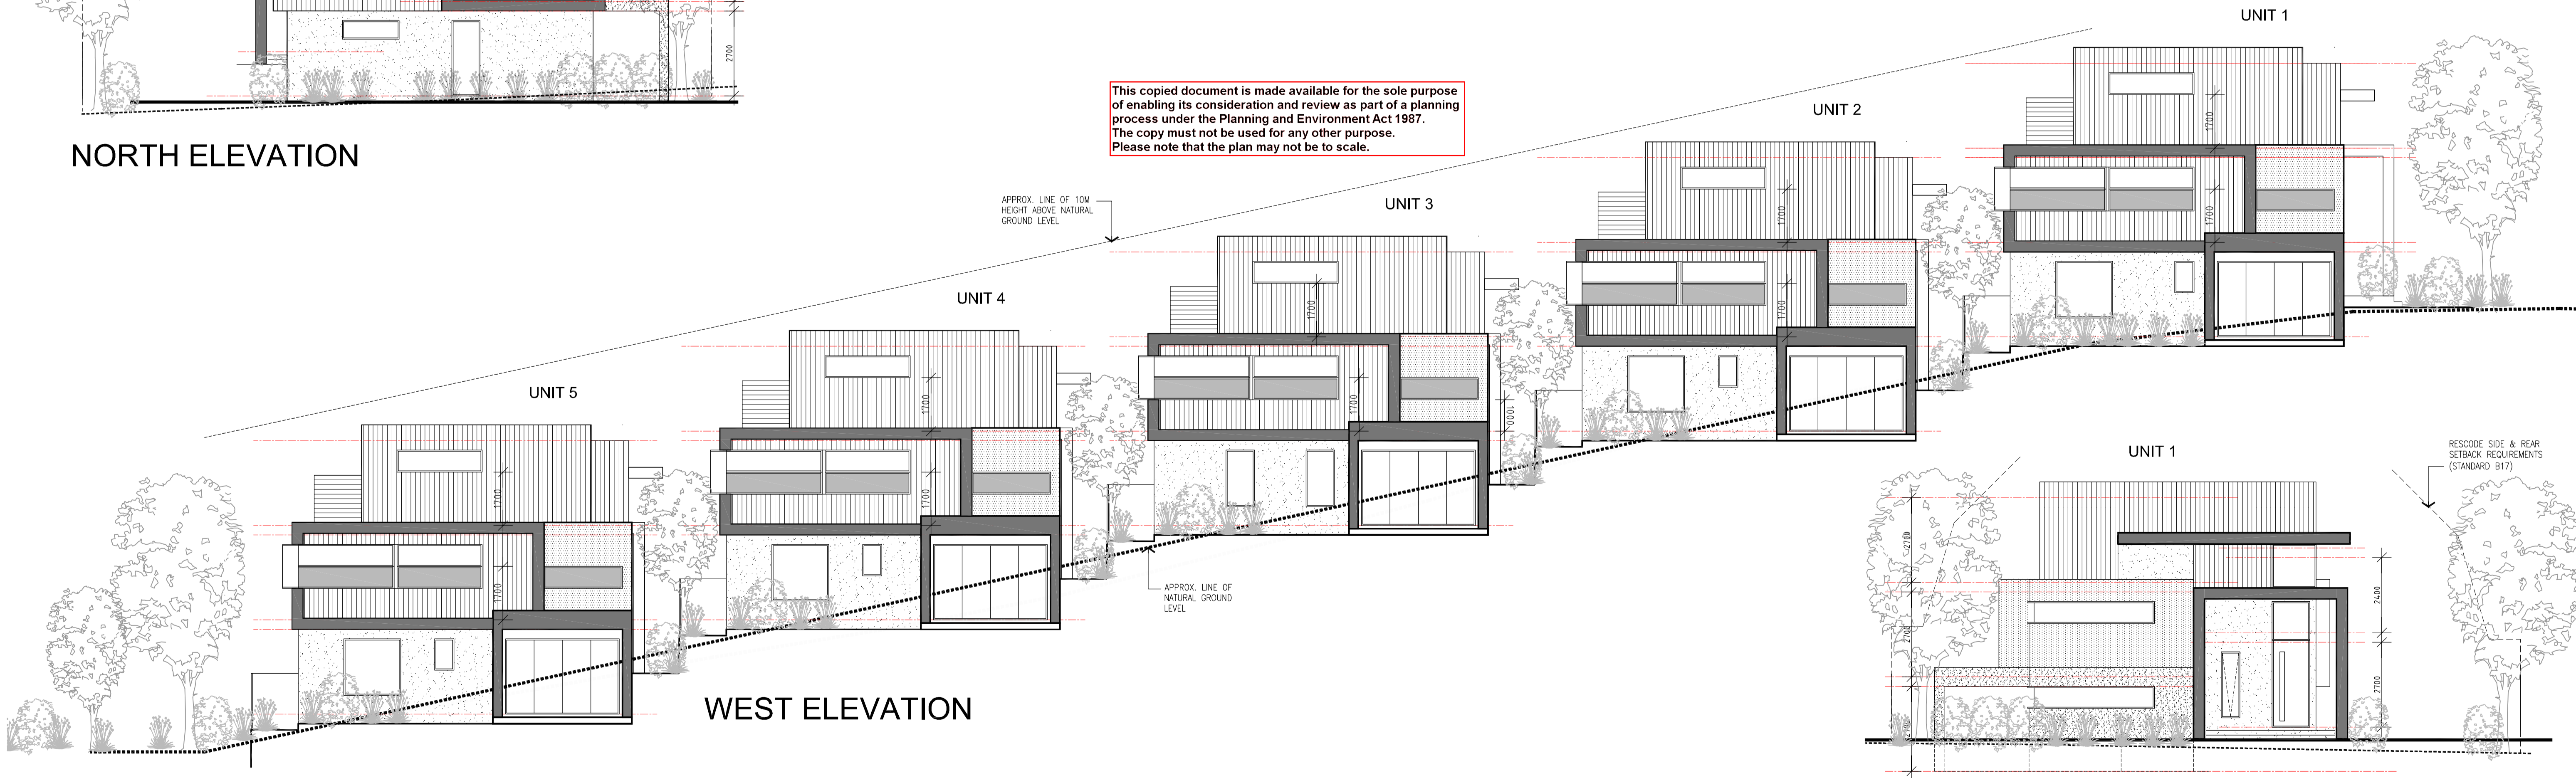 2700
NORTH ELEVATION
This copied document is made available for the sole purpose
of enabling its consideration and review as part of a planning
process under the Planning and Environment Act 1987.
The copy must not be used for any other purpose.
Please note that the plan may not be to scale.
APPROX. LINE OF 10M
HEIGHT ABOVE NATURAL
GROUND LEVEL
UNIT 1
1700
1700
UNIT 2
1700
1700
UNIT 3
1700
1700
1000
UNIT 4
1700
1700
UNIT 5
1700
1700
APPROX. LINE OF
NATURAL GROUND
LEVEL
WEST ELEVATION
UNIT 1
RESCODE SIDE & REAR
SETBACK REQUIREMENTS
(STANDARD B17)
2700
2700
2400
2700